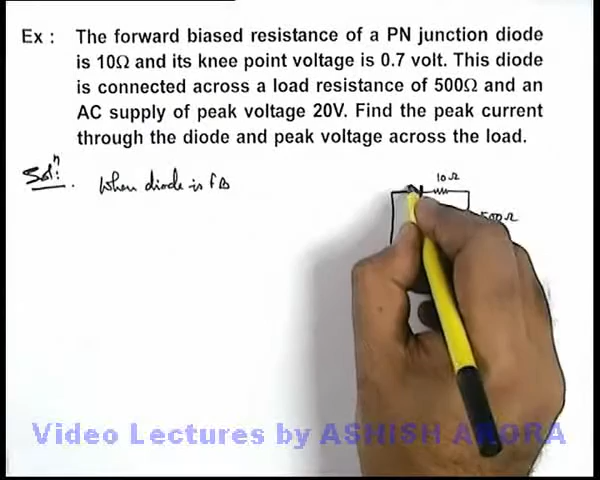 Ex : The forward biased resistance of a PN junction diode
is 10Ω and its knee point voltage is 0.7 volt. This diode
is connected across a load resistance of 500Ω and an
AC supply of peak voltage 20V. Find the peak current
through the diode and peak voltage across the load.
Solⁿ: When diode is FB
10Ω
500Ω
Video Lectures by ASHISH ARORA